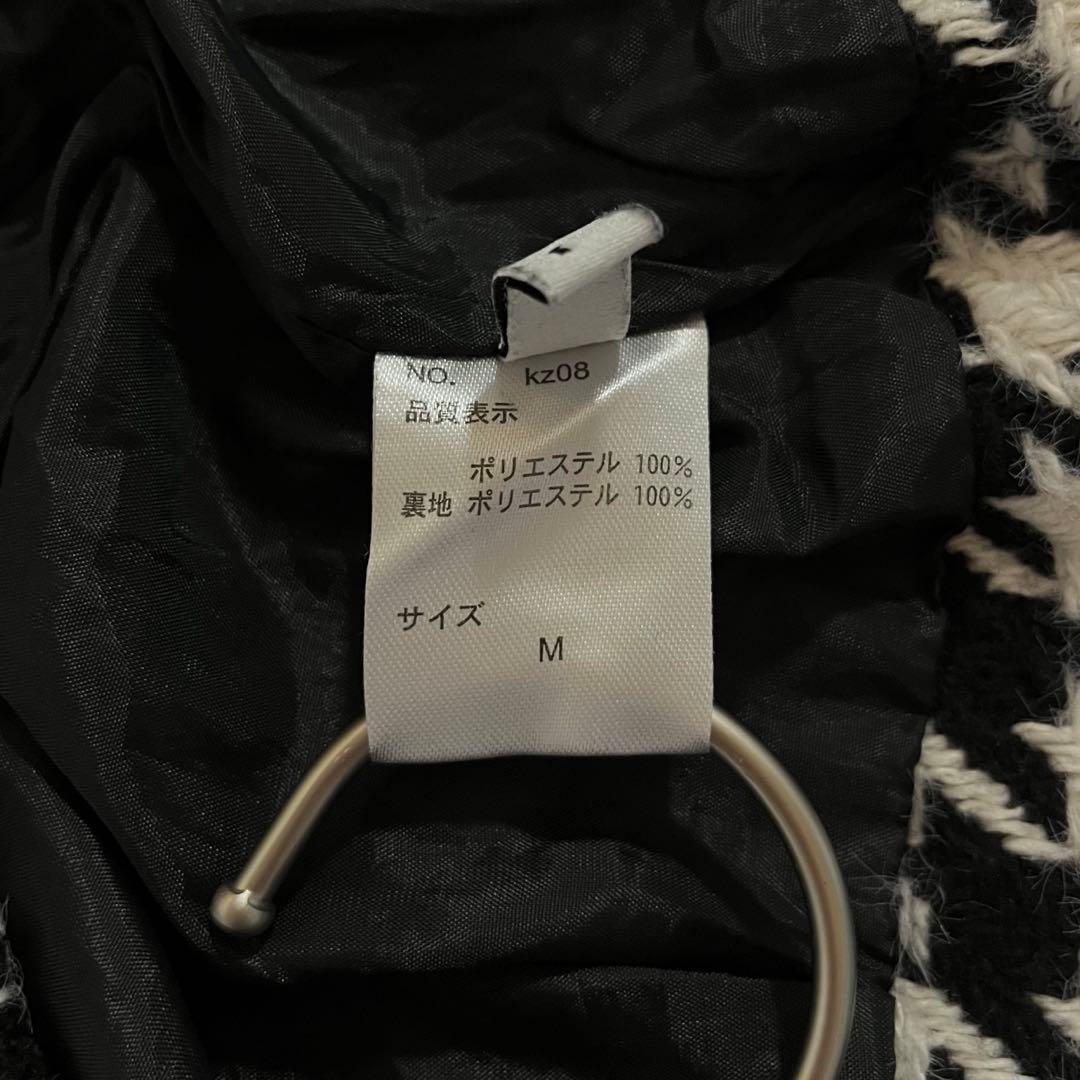 NO. kz08
品質表示
ポリエステル 100%
裏地 ポリエステル 100%
サイズ
M